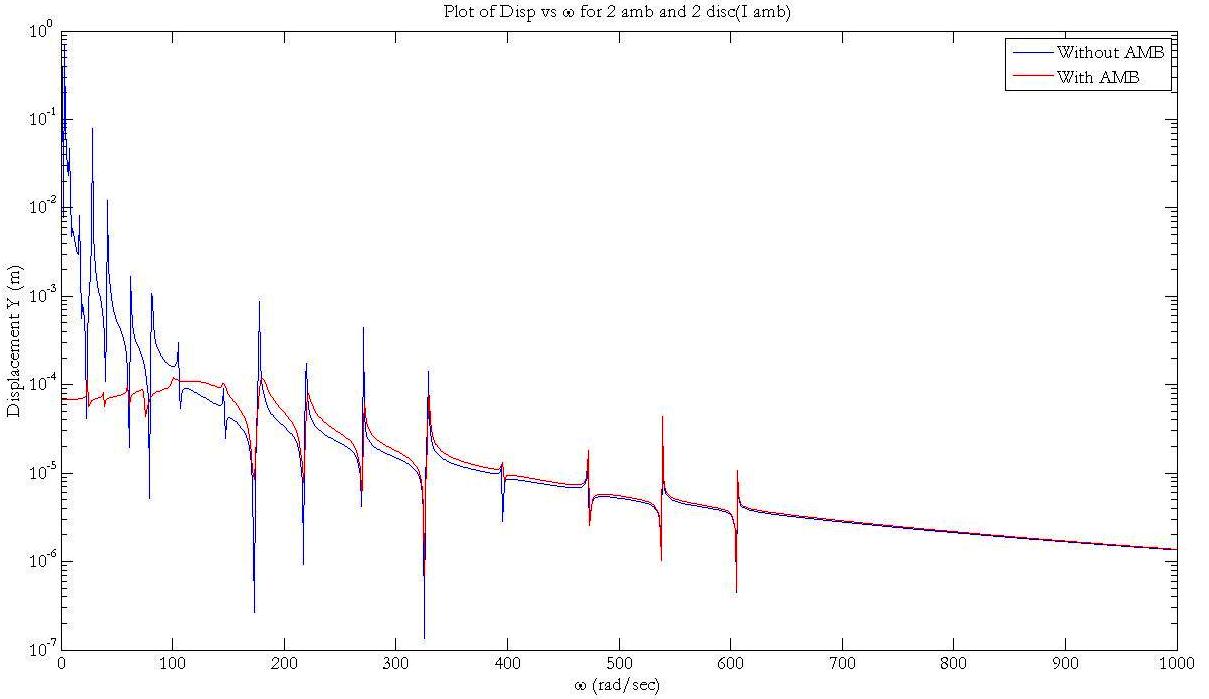 Plot of Disp vs ω for 2 amb and 2 disc(I amb)
Without AMB
With AMB
Displacement Y (m)
10^0
10^-1
10^-2
10^-3
10^-4
10^-5
10^-6
10^-7
0 100 200 300 400 500 600 700 800 900 1000
ω (rad/sec)